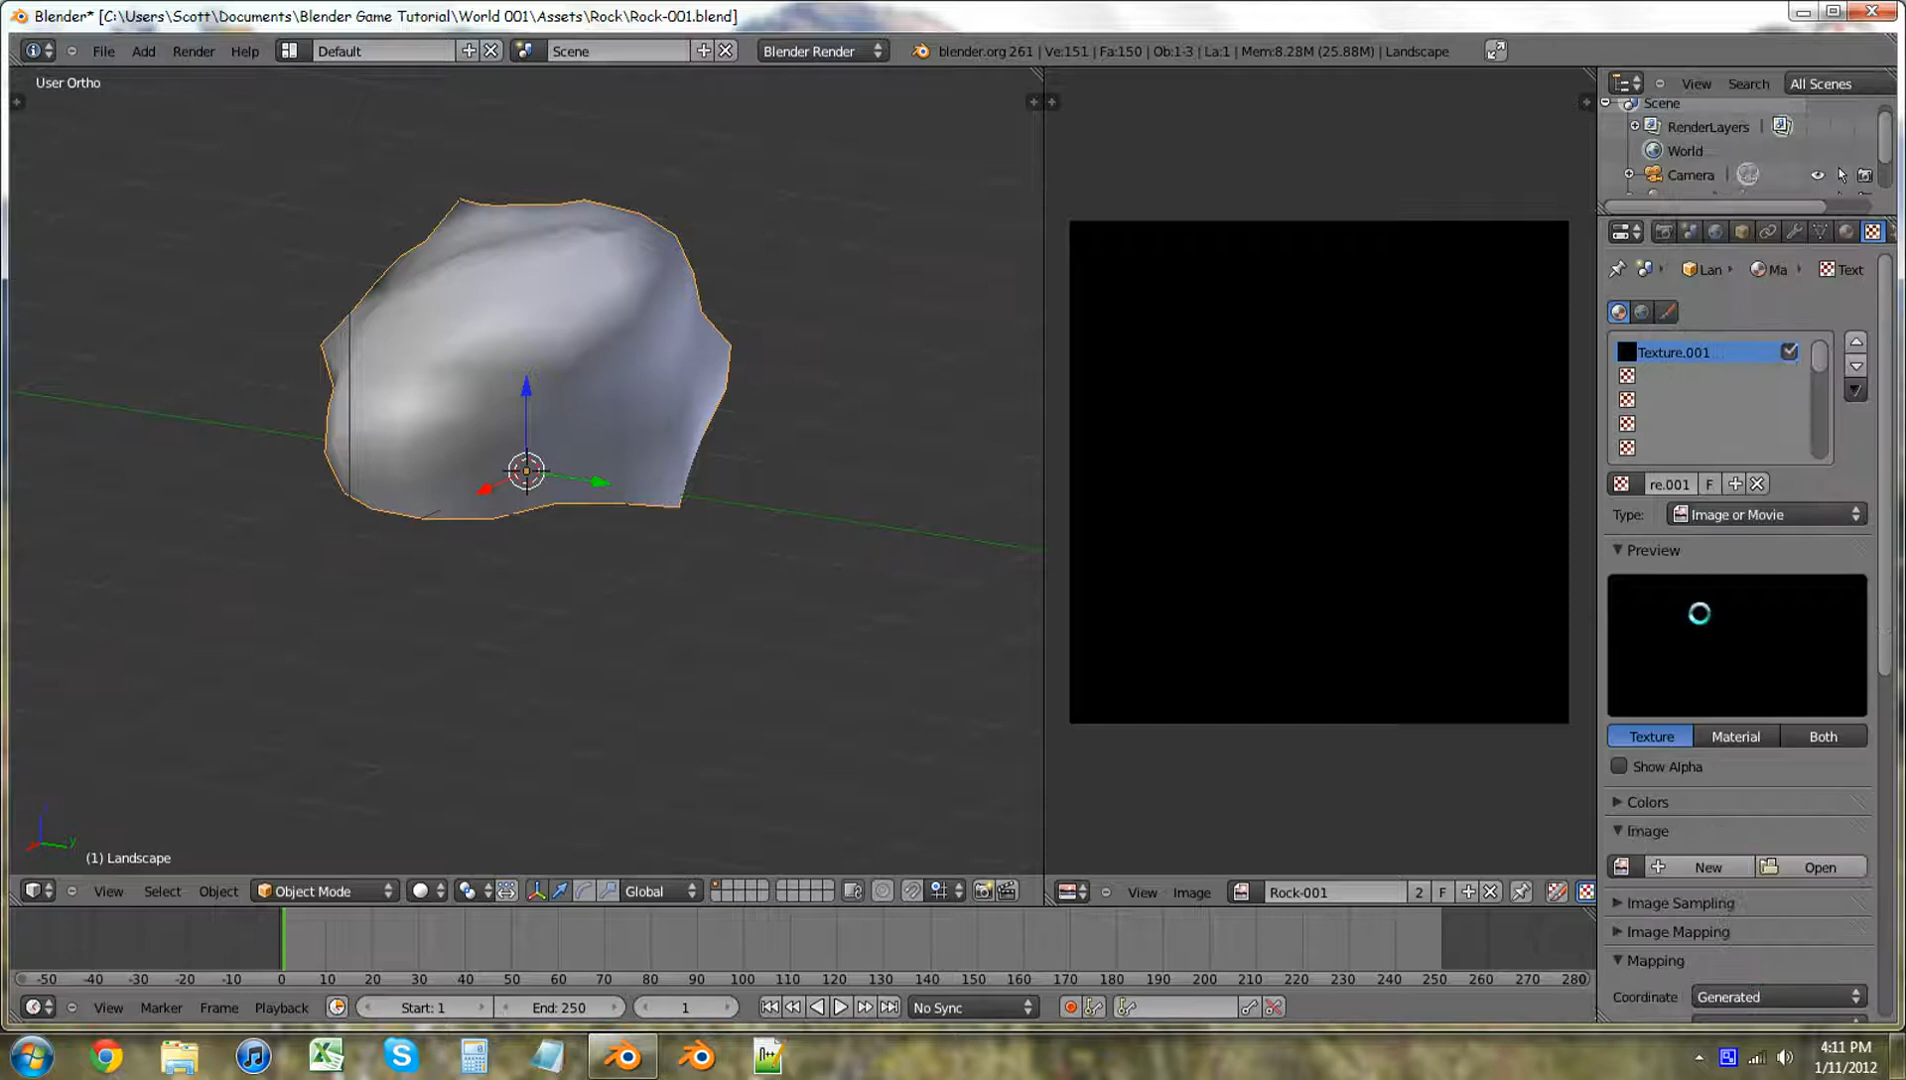 Blender* [C:\Users\Scott\Documents\Blender Game Tutorial\World 001\Assets\Rock\Rock-001.blend]
File Add Render Help Default Scene Blender Render blender.org 261 | Ve:151 | Fa:150 | Ob:1-3 | La:1 | Mem:8.28M (25.88M) | Landscape
User Ortho
View Search All Scenes
Scene
RenderLayers
World
Camera
Lan Ma Text
Texture.001
re.001 F
Type: Image or Movie
Preview
Texture Material Both
Show Alpha
Colors
Image
New Open
Image Sampling
Image Mapping
Mapping
Coordinate Generated
y
(1) Landscape
View Select Object Object Mode Global
View Image Rock-001 2 F
-50 -40 -30 -20 -10 0 10 20 30 40 50 60 70 80 90 100 110 120 130 140 150 160 170 180 190 200 210 220 230 240 250 260 270 280
View Marker Frame Playback Start: 1 End: 250 1 No Sync
4:11 PM
1/11/2012